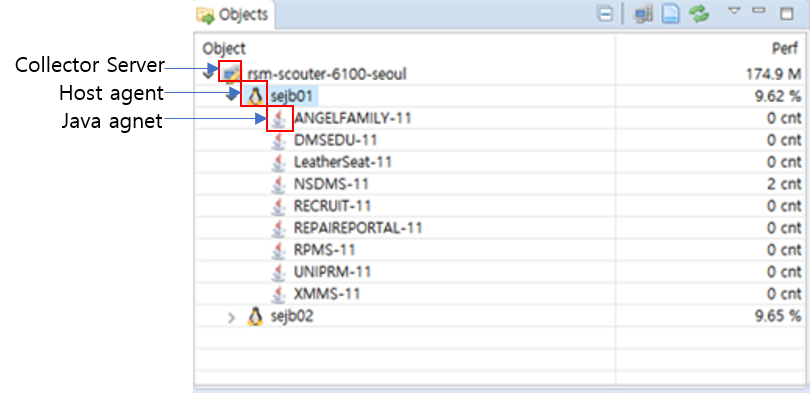 Objects
Object Perf
Collector Server rsm-scouter-6100-seoul 174.9 M
Host agent sejb01 9.62 %
Java agnet ANGELFAMILY-11 0 cnt
DMSEDU-11 0 cnt
LeatherSeat-11 0 cnt
NSDMS-11 2 cnt
RECRUIT-11 0 cnt
REPAIREPORTAL-11 0 cnt
RPMS-11 0 cnt
UNIPRM-11 0 cnt
XMMS-11 0 cnt
sejb02 9.65 %